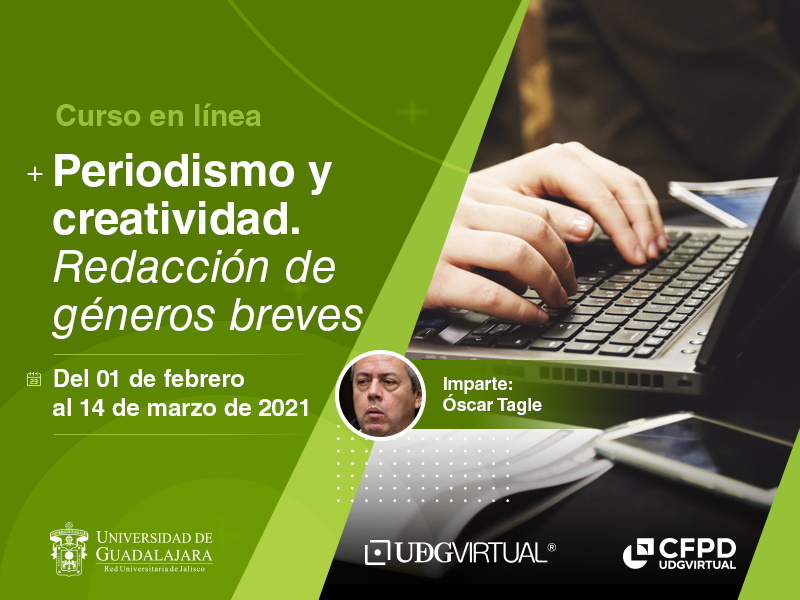 Curso en línea
Periodismo y
creatividad.
Redacción de
géneros breves
23
Del 01 de febrero
al 14 de marzo de 2021
Imparte:
Óscar Tagle
UNIVERSIDAD DE
GUADALAJARA
Red Universitaria de Jalisco
UDGVIRTUAL®
CFPD
UDGVIRTUAL